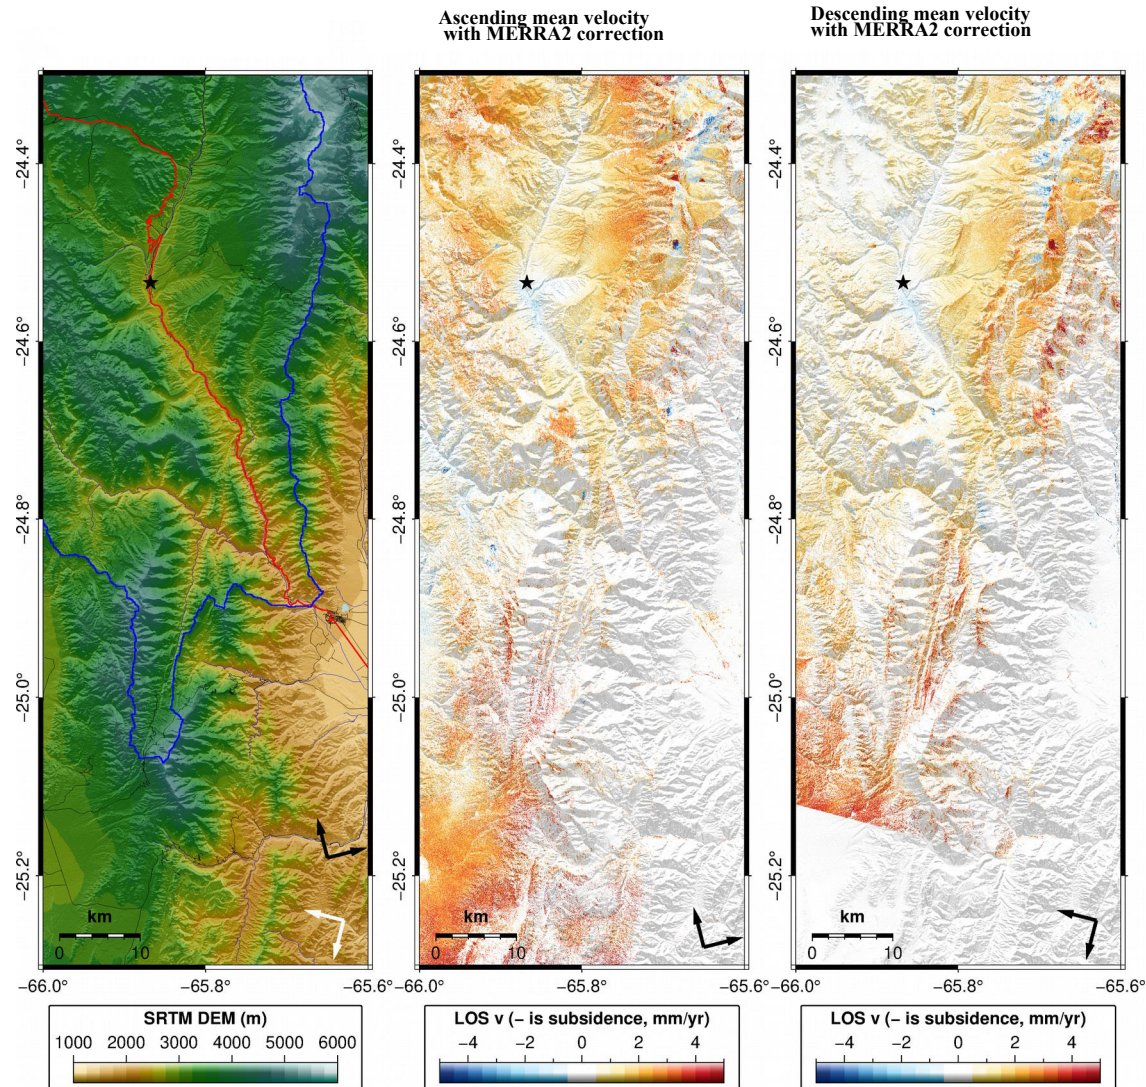 Ascending mean velocity
with MERRA2 correction
Descending mean velocity
with MERRA2 correction
−24.4°
−24.6°
−24.8°
−25.0°
−25.2°
km
0 10
−66.0° −65.8° −65.6°
−24.4°
−24.6°
−24.8°
−25.0°
−25.2°
km
0 10
−66.0° −65.8° −65.6°
−24.4°
−24.6°
−24.8°
−25.0°
−25.2°
km
0 10
−66.0° −65.8° −65.6°
SRTM DEM (m)
1000 2000 3000 4000 5000 6000
LOS v (− is subsidence, mm/yr)
−4 −2 0 2 4
LOS v (− is subsidence, mm/yr)
−4 −2 0 2 4